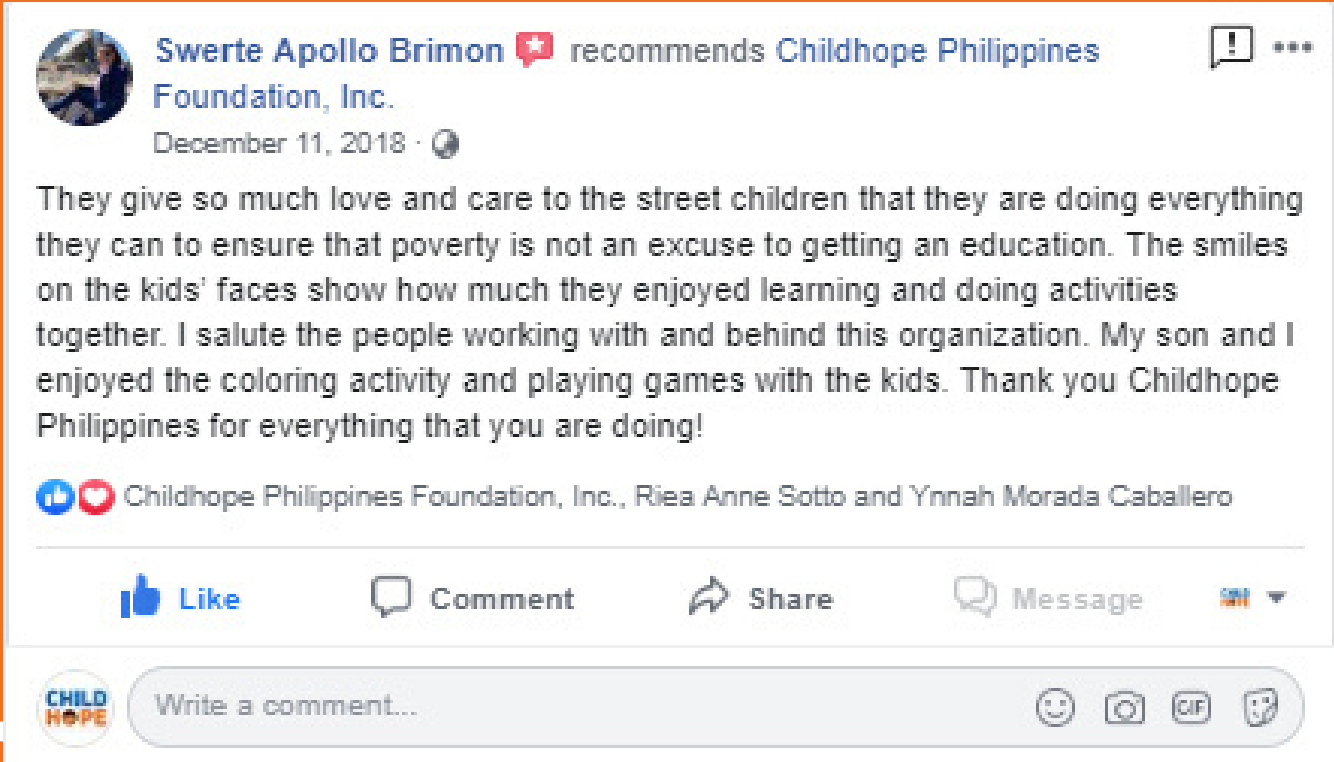 Swerte Apollo Brimon recommends Childhope Philippines
Foundation, Inc.
December 11, 2018 ·
They give so much love and care to the street children that they are doing everything
they can to ensure that poverty is not an excuse to getting an education. The smiles
on the kids' faces show how much they enjoyed learning and doing activities
together. I salute the people working with and behind this organization. My son and I
enjoyed the coloring activity and playing games with the kids. Thank you Childhope
Philippines for everything that you are doing!
Childhope Philippines Foundation, Inc., Riea Anne Sotto and Ynnah Morada Caballero
Like Comment Share Message
CHILD
HOPE
Write a comment...
GIF